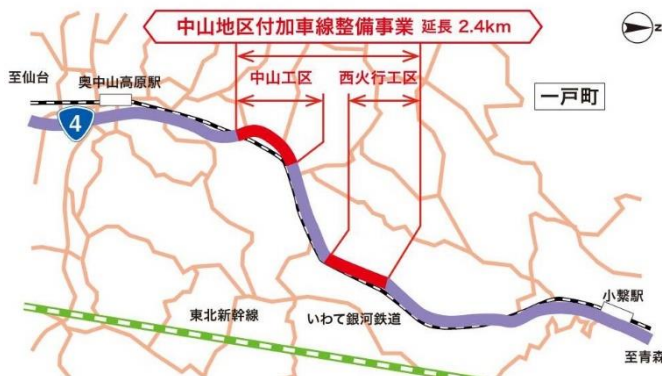 中山地区付加車線整備事業 延長 2.4km
N
至仙台
奥中山高原駅
中山工区
西火行工区
一戸町
4
小繋駅
東北新幹線
いわて銀河鉄道
至青森